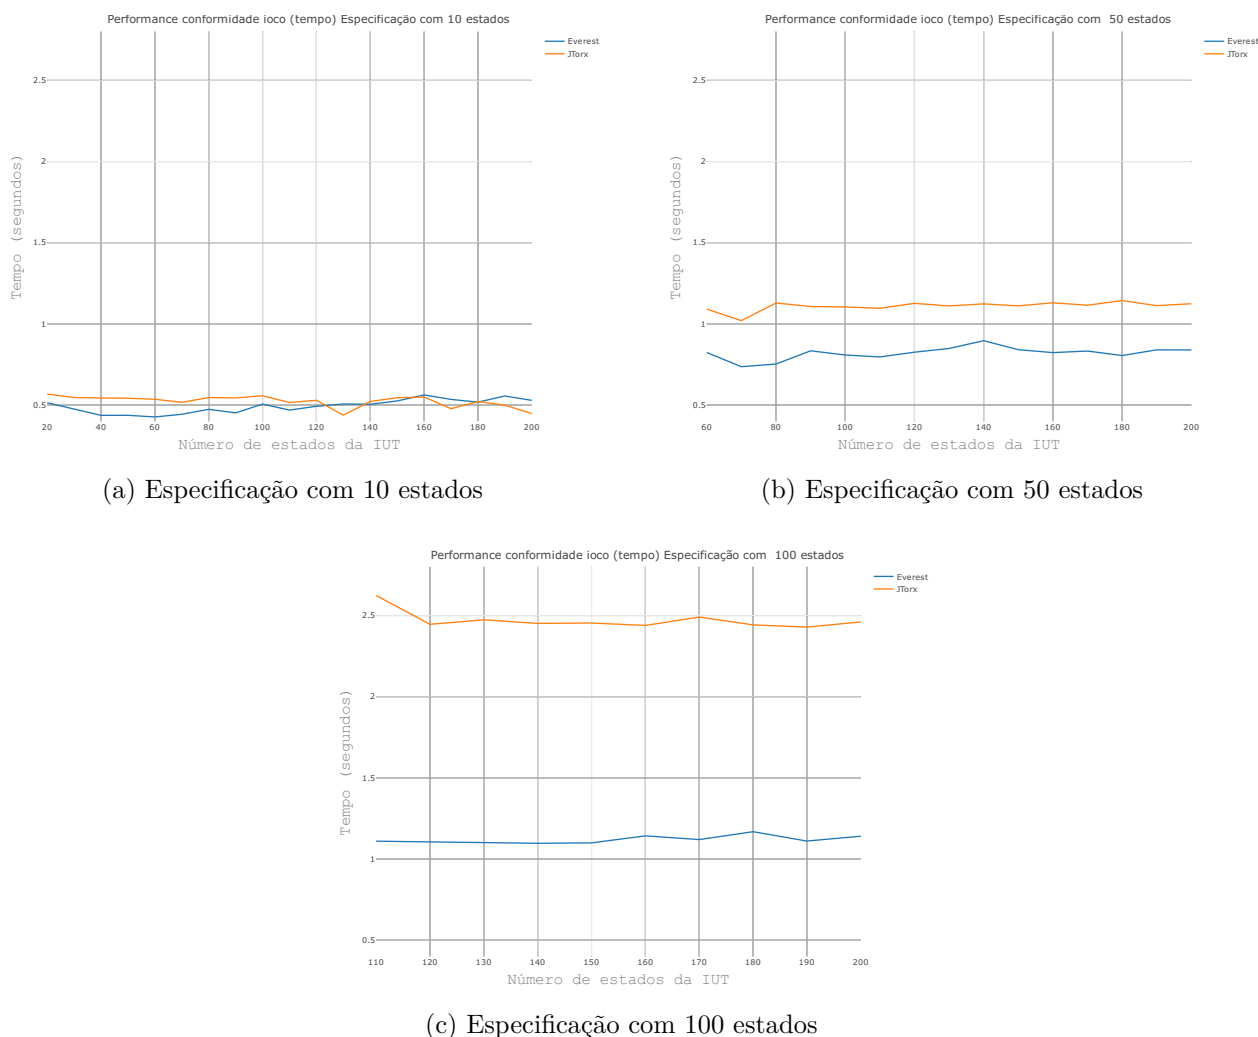 Performance conformidade ioco (tempo) Especificação com 10 estados
Everest
JTorx
2.5
2
1.5
1
0.5
Tempo (segundos)
20 40 60 80 100 120 140 160 180 200
Número de estados da IUT
(a) Especificação com 10 estados
Performance conformidade ioco (tempo) Especificação com 50 estados
Everest
JTorx
2.5
2
1.5
1
0.5
Tempo (segundos)
60 80 100 120 140 160 180 200
Número de estados da IUT
(b) Especificação com 50 estados
Performance conformidade ioco (tempo) Especificação com 100 estados
Everest
JTorx
2.5
2
1.5
1
0.5
Tempo (segundos)
110 120 130 140 150 160 170 180 190 200
Número de estados da IUT
(c) Especificação com 100 estados